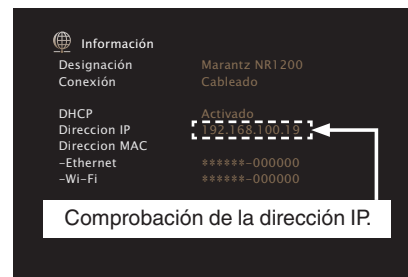 Información
Designación Marantz NR1200
Conexión Cableado
DHCP Activado
Direccion IP 192.168.100.19
Direccion MAC
-Ethernet ******-000000
-Wi-Fi ******-000000
Comprobación de la dirección IP.